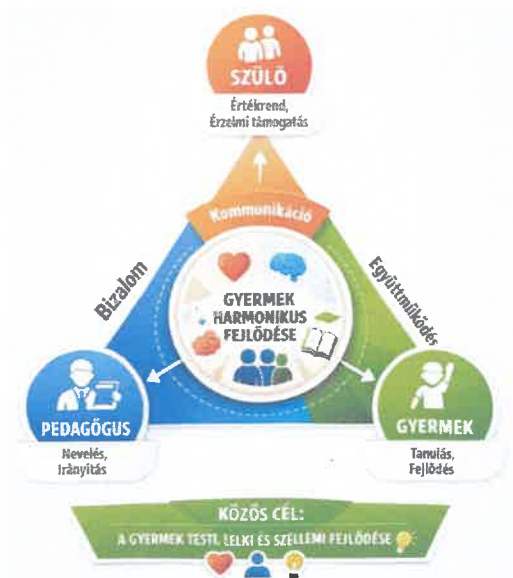 SZÜLŐ
Értékrend,
Érzelmi támogatás
Kommunikáció
Bizalom
Együttműködés
GYERMEK
HARMONIKUS
FEJLŐDÉSE
PEDAGÓGUS
Nevelés,
Irányítás
GYERMEK
Tanulás,
Fejlődés
KÖZÖS CÉL:
A GYERMEK TESTI, LELKI ÉS SZELLEMI FEJLŐDÉSE